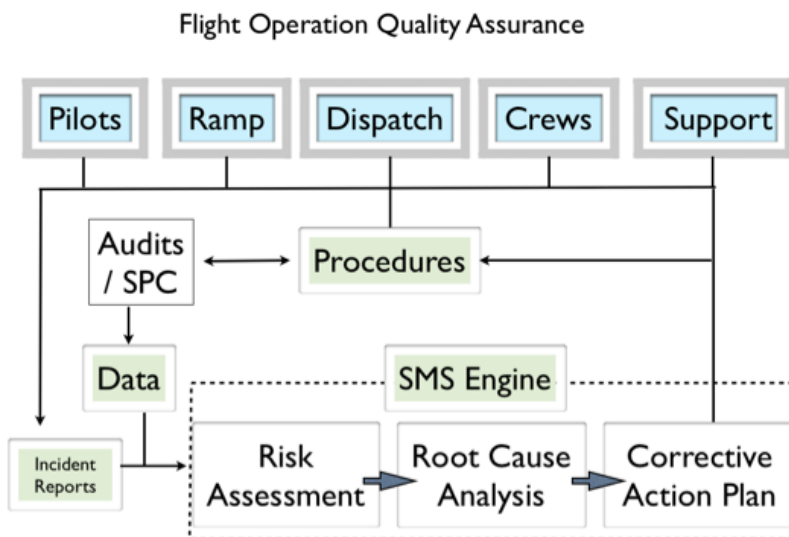 Flight Operation Quality Assurance
Pilots
Ramp
Dispatch
Crews
Support
Audits
/ SPC
Procedures
Data
SMS Engine
Incident
Reports
Risk
Assessment
Root Cause
Analysis
Corrective
Action Plan